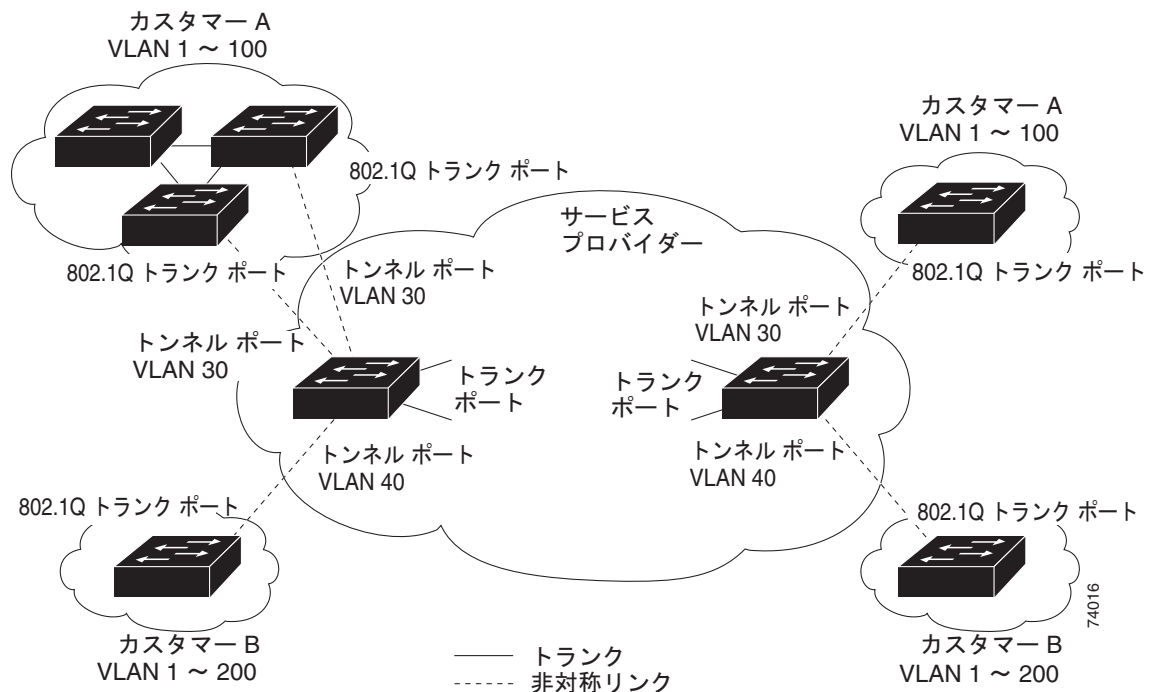 カスタマー A
VLAN 1 ～ 100
カスタマー A
VLAN 1 ～ 100
802.1Q トランク ポート
サービス
プロバイダー
802.1Q トランク ポート
トンネル ポート
VLAN 30
802.1Q トランク ポート
トンネル ポート
VLAN 30
トンネル ポート
VLAN 30
トランク
ポート
トランク
ポート
トンネル ポート
VLAN 40
トンネル ポート
VLAN 40
802.1Q トランク ポート
802.1Q トランク ポート
カスタマー B
VLAN 1 ～ 200
カスタマー B
VLAN 1 ～ 200
74016
トランク
非対称リンク